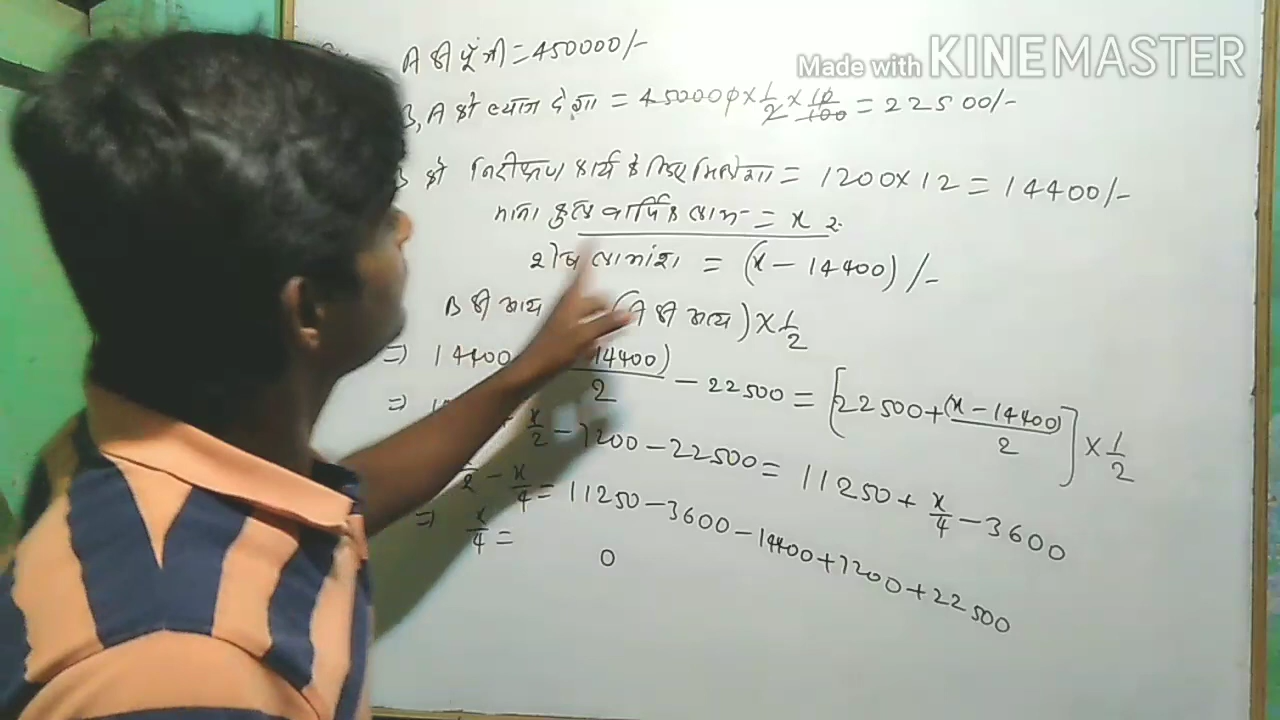 Made with KINEMASTER
A की पूंजी = 450000/-
B, A को ब्याज देगा = 450000 × 1/2 × 10/100 = 22500/-
को निरीक्षण कार्य के लिए मिलेगा = 1200 × 12 = 14400/-
माना कुल वार्षिक लाभ = x रु.
शेष लाभांश = (x - 14400)/-
B की आय (A की आय) × 1/2
⇒ 14400 14400)/2 - 22500 = [22500 + (x - 14400)/2] × 1/2
⇒ x/2 - 7200 - 22500 = 11250 + x/4 - 3600
- x/4 = 11250 - 3600 - 14400 + 7200 + 22500
⇒ x/4 = 0